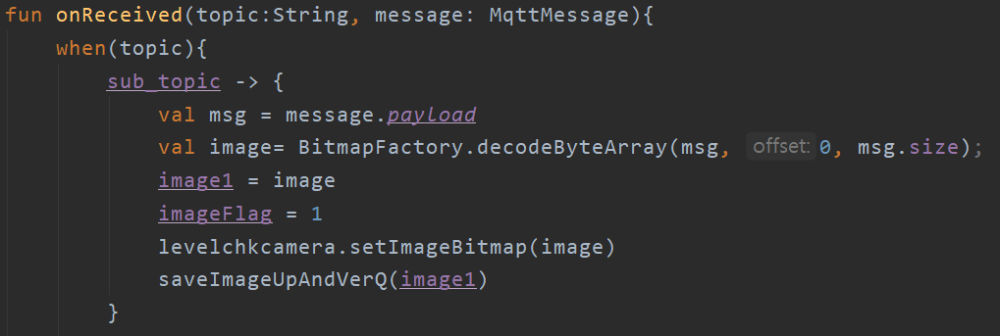 fun onReceived(topic:String, message: MqttMessage){
when(topic){
sub_topic -> {
val msg = message.payload
val image= BitmapFactory.decodeByteArray(msg, offset: 0, msg.size);
image1 = image
imageFlag = 1
levelchkcamera.setImageBitmap(image)
saveImageUpAndVerQ(image1)
}